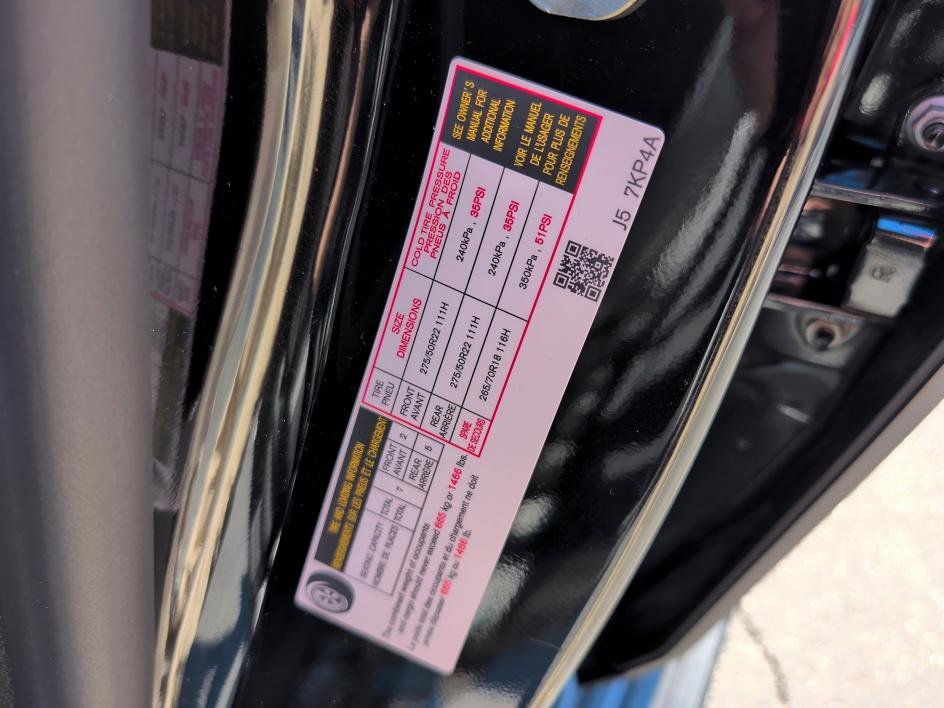 TIRE AND LOADING INFORMATION
RENSEIGNEMENTS SUR LES PNEUS ET LE CHARGEMENT
SEATING CAPACITY TOTAL 7 FRONT 2 REAR 5
NOMBRE DE PLACES TOTAL AVANT ARRIÈRE
The combined weight of occupants
and cargo should never exceed 665 kg or 1466 lbs.
Le poids total des occupants et du chargement ne doit
jamais dépasser 665 kg ou 1466 lb.
TIRE SIZE COLD TIRE PRESSURE
PNEU DIMENSIONS PRESSION DES
PNEUS À FROID
FRONT 275/50R22 111H 240kPa , 35PSI
AVANT
REAR 275/50R22 111H 240kPa , 35PSI
ARRIÈRE
SPARE 265/70R18 116H 350kPa , 51PSI
DE SECOURS
SEE OWNER'S
MANUAL FOR
ADDITIONAL
INFORMATION
VOIR LE MANUEL
DE L'USAGER
POUR PLUS DE
RENSEIGNEMENTS
J5 7KP4A